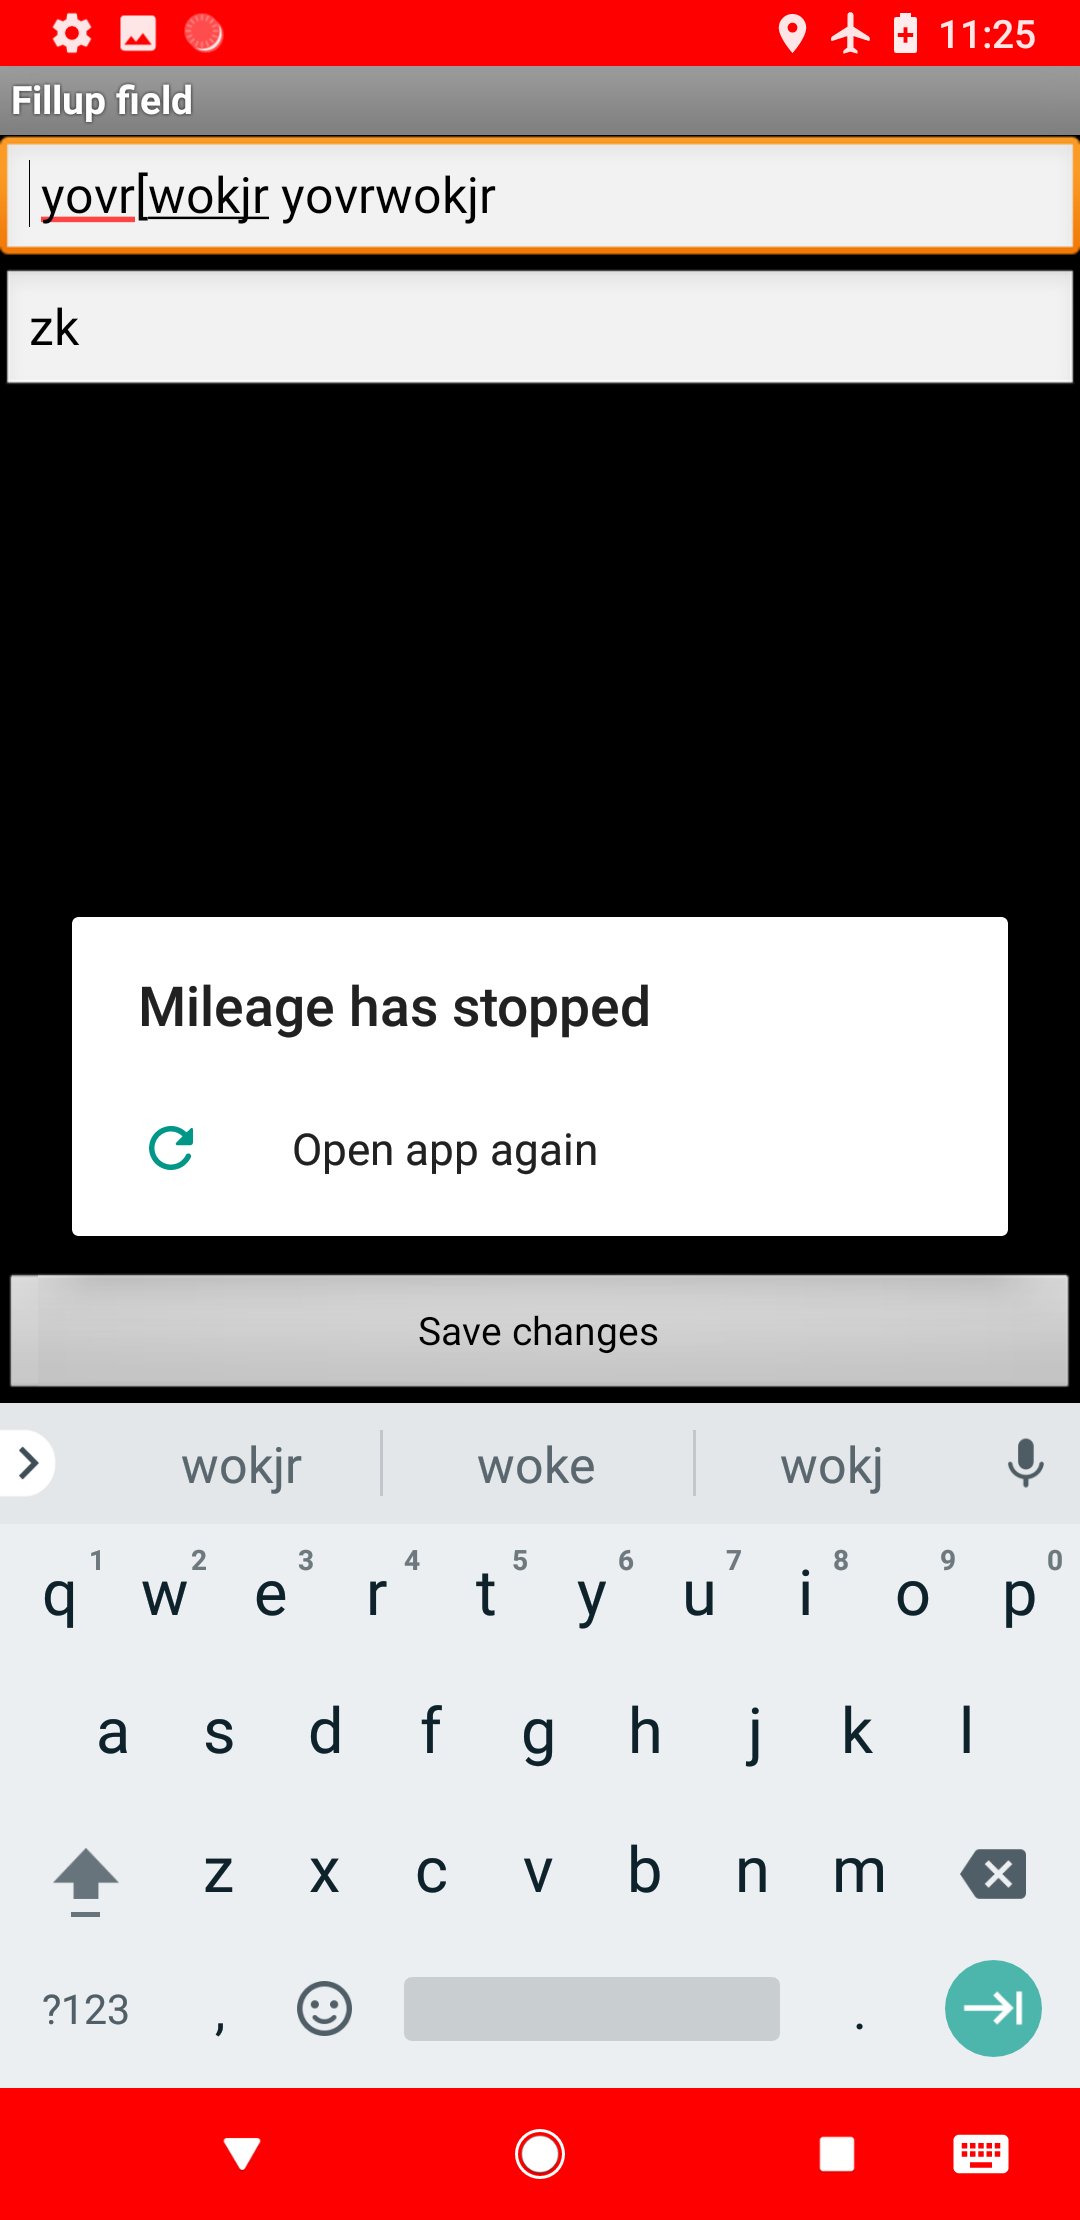 11:25
Fillup field
yovr[wokjr yovrwokjr
zk
Mileage has stopped
Open app again
Save changes
wokjr woke wokj
1 2 3 4 5 6 7 8 9 0
q w e r t y u i o p
a s d f g h j k l
z x c v b n m
?123 , .